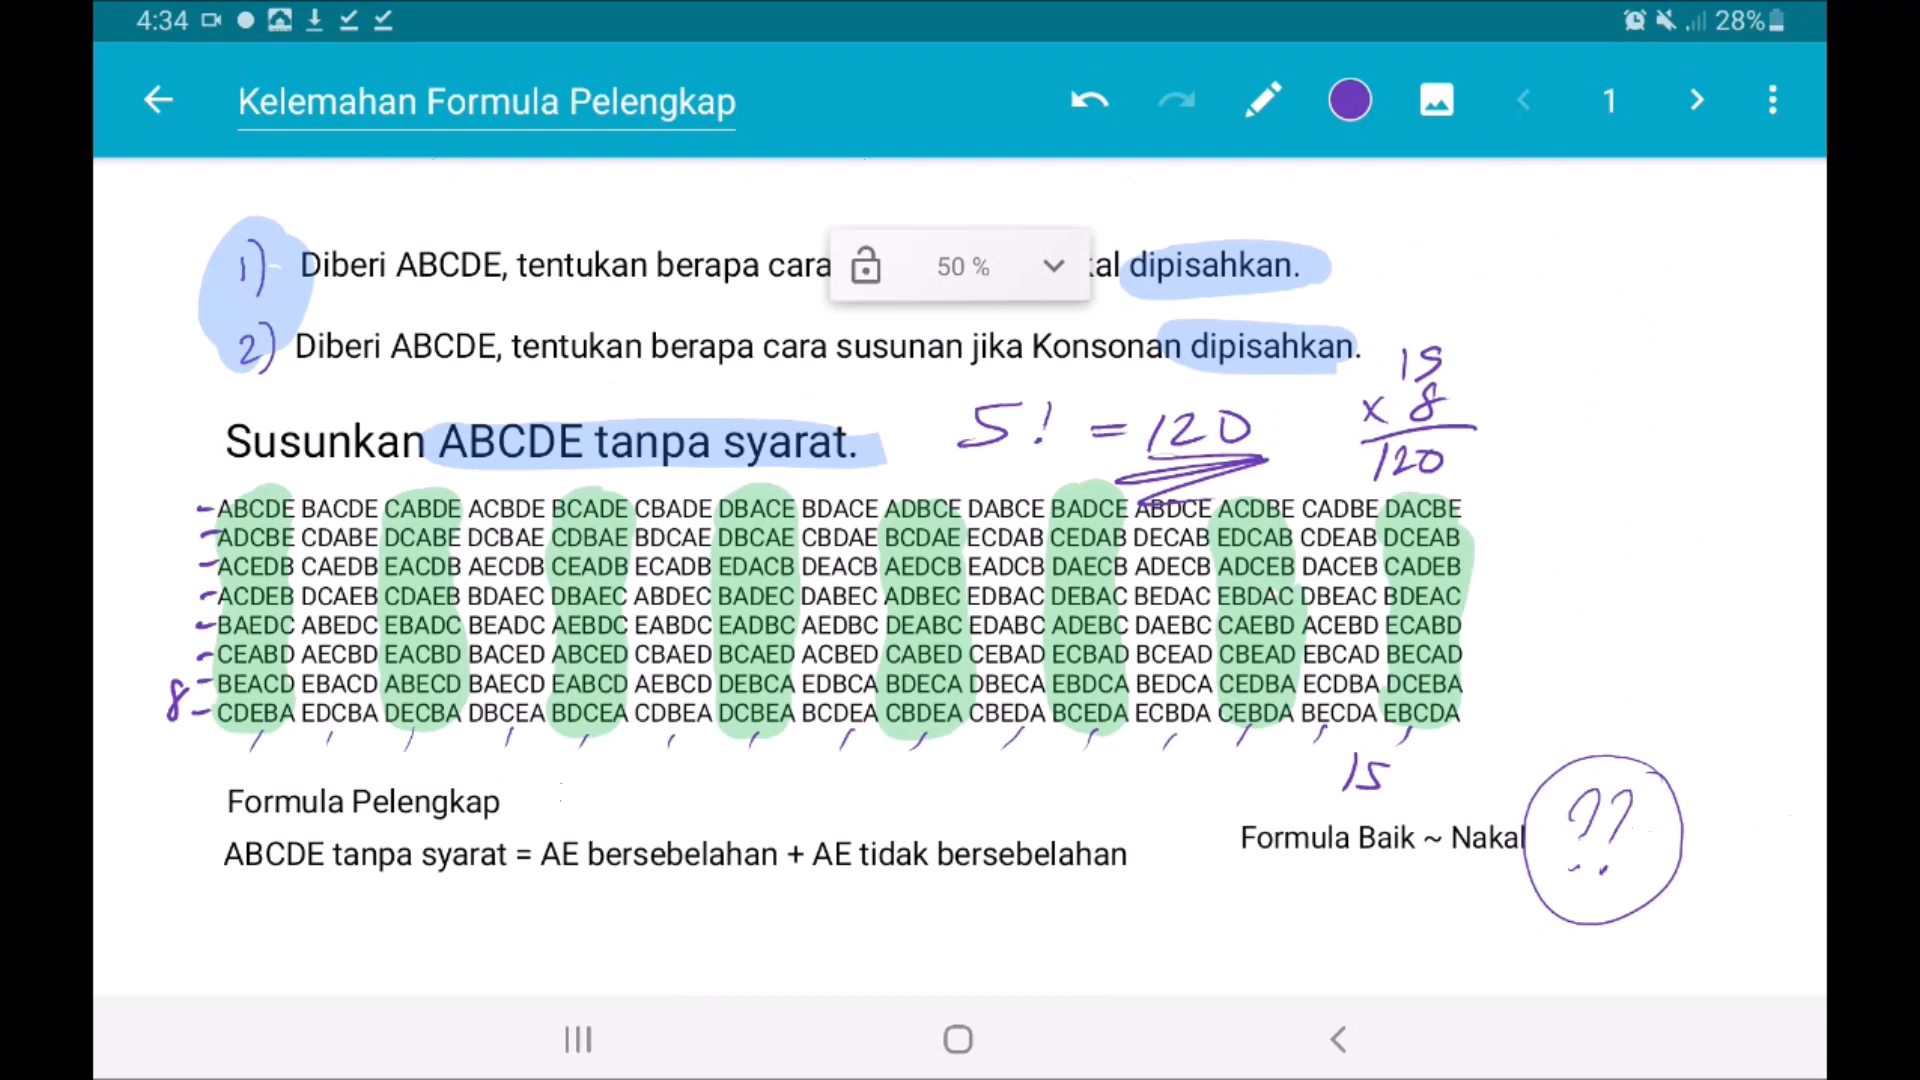 4:34
28%
Kelemahan Formula Pelengkap
1
1) Diberi ABCDE, tentukan berapa cara
50 %
al dipisahkan.
2) Diberi ABCDE, tentukan berapa cara susunan jika Konsonan dipisahkan.
15
x 8
120
Susunkan ABCDE tanpa syarat.
5! = 120
ABCDE BACDE CABDE ACBDE BCADE CBADE DBACE BDACE ADBCE DABCE BADCE ABDCE ACDBE CADBE DACBE
ADCBE CDABE DCABE DCBAE CDBAE BDCAE DBCAE CBDAE BCDAE ECDAB CEDAB DECAB EDCAB CDEAB DCEAB
ACEDB CAEDB EACDB AECDB CEADB ECADB EDACB DEACB AEDCB EADCB DAECB ADECB ADCEB DACEB CADEB
ACDEB DCAEB CDAEB BDAEC DBAEC ABDEC BADEC DABEC ADBEC EDBAC DEBAC BEDAC EBDAC DBEAC BDEAC
BAEDC ABEDC EBADC BEADC AEBDC EABDC EADBC AEDBC DEABC EDABC ADEBC DAEBC CAEBD ACEBD ECABD
CEABD AECBD EACBD BACED ABCED CBAED BCAED ACBED CABED CEBAD ECBAD BCEAD CBEAD EBCAD BECAD
8 BEACD EBACD ABECD BAECD EABCD AEBCD DEBCA EDBCA BDECA DBECA EBDCA BEDCA CEDBA ECDBA DCEBA
CDEBA EDCBA DECBA DBCEA BDCEA CDBEA DCBEA BCDEA CBDEA CBEDA BCEDA ECBDA CEBDA BECDA EBCDA
15
Formula Pelengkap
ABCDE tanpa syarat = AE bersebelahan + AE tidak bersebelahan
Formula Baik ~ Nakal
??